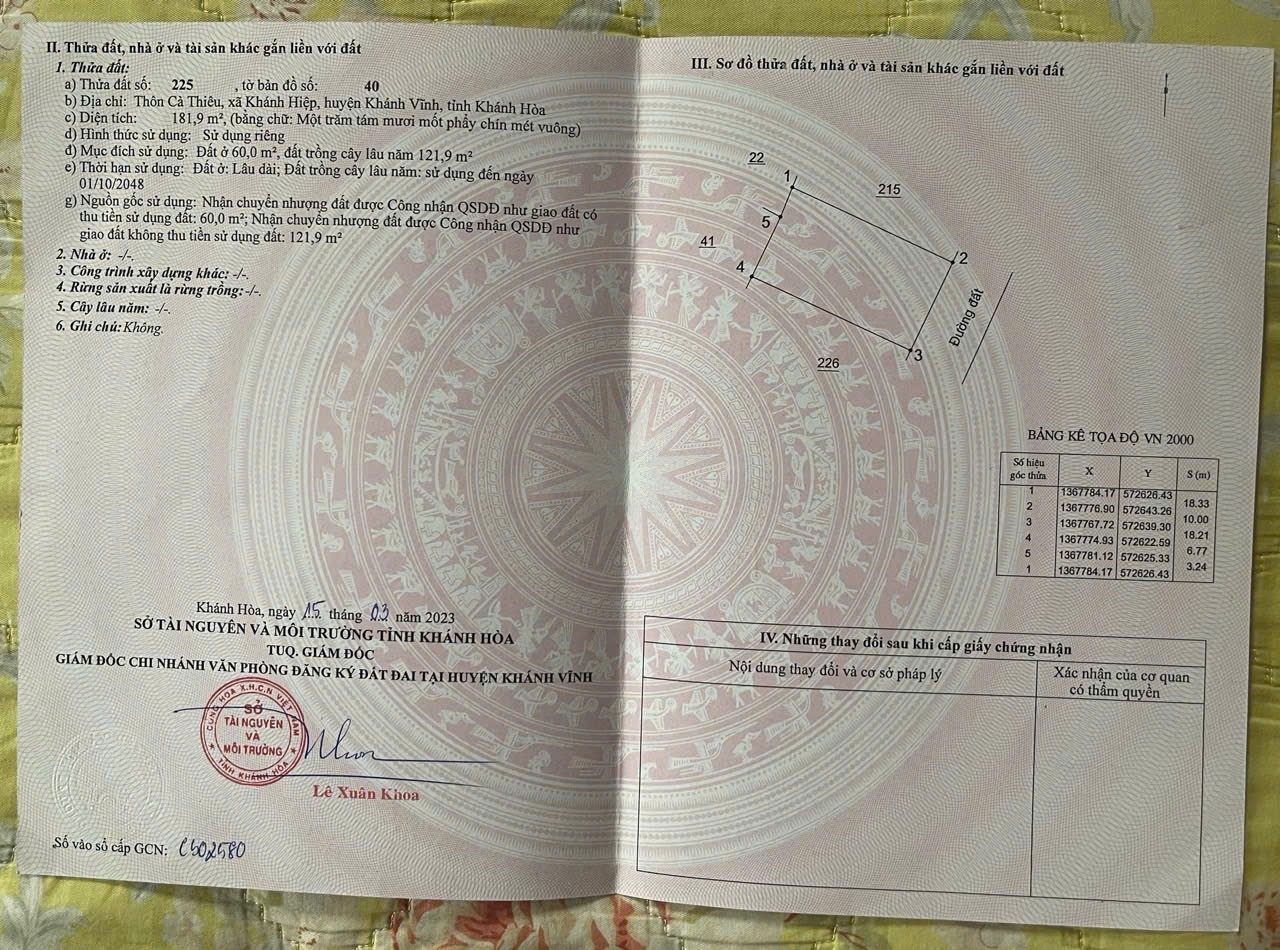 II. Thửa đất, nhà ở và tài sản khác gắn liền với đất
1. Thửa đất:
a) Thửa đất số: 225 , tờ bản đồ số: 40
b) Địa chỉ: Thôn Cà Thiêu, xã Khánh Hiệp, huyện Khánh Vĩnh, tỉnh Khánh Hòa
c) Diện tích: 181,9 m², (bằng chữ: Một trăm tám mươi mốt phẩy chín mét vuông)
d) Hình thức sử dụng: Sử dụng riêng
đ) Mục đích sử dụng: Đất ở 60,0 m², đất trồng cây lâu năm 121,9 m²
e) Thời hạn sử dụng: Đất ở: Lâu dài; Đất trồng cây lâu năm: sử dụng đến ngày
01/10/2048
g) Nguồn gốc sử dụng: Nhận chuyển nhượng đất được Công nhận QSDĐ như giao đất có
thu tiền sử dụng đất: 60,0 m²; Nhận chuyển nhượng đất được Công nhận QSDĐ như
giao đất không thu tiền sử dụng đất: 121,9 m²
2. Nhà ở: -/-.
3. Công trình xây dựng khác: -/-.
4. Rừng sản xuất là rừng trồng: -/-.
5. Cây lâu năm: -/-.
6. Ghi chú: Không.
Khánh Hòa, ngày 15 tháng 03 năm 2023
SỞ TÀI NGUYÊN VÀ MÔI TRƯỜNG TỈNH KHÁNH HÒA
TUQ. GIÁM ĐỐC
GIÁM ĐỐC CHI NHÁNH VĂN PHÒNG ĐĂNG KÝ ĐẤT ĐAI TẠI HUYỆN KHÁNH VĨNH
CỘNG HÒA X.H.C.N VIỆT NAM
SỞ
TÀI NGUYÊN
VÀ
MÔI TRƯỜNG
TỈNH KHÁNH HÒA
Lê Xuân Khoa
Số vào sổ cấp GCN: CS02580
III. Sơ đồ thửa đất, nhà ở và tài sản khác gắn liền với đất
22
1
215
5
41
2
4
Đường đất
3
226
BẢNG KÊ TỌA ĐỘ VN 2000
Số hiệu góc thửa X Y S (m)
1 1367784.17 572626.43
18.33
2 1367776.90 572643.26
10.00
3 1367767.72 572639.30
18.21
4 1367774.93 572622.59
6.77
5 1367781.12 572625.33
3.24
1 1367784.17 572626.43
IV. Những thay đổi sau khi cấp giấy chứng nhận
Nội dung thay đổi và cơ sở pháp lý
Xác nhận của cơ quan
có thẩm quyền